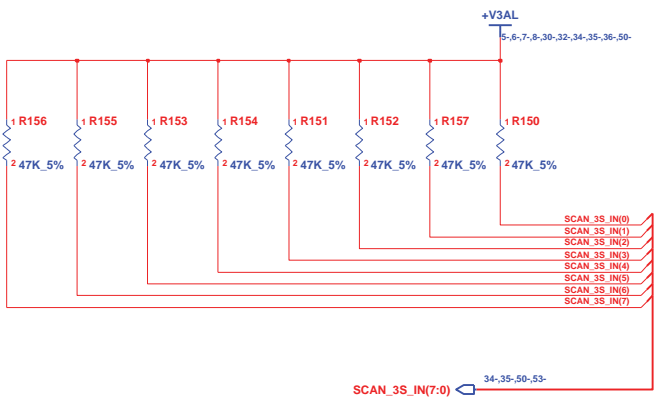 +V3AL
5-,6-,7-,8-,30-,32-,34-,35-,36-,50-
1 R156 1 R155 1 R153 1 R154 1 R151 1 R152 1 R157 1 R150
2 47K_5% 2 47K_5% 2 47K_5% 2 47K_5% 2 47K_5% 2 47K_5% 2 47K_5% 2 47K_5%
SCAN_3S_IN(0)
SCAN_3S_IN(1)
SCAN_3S_IN(2)
SCAN_3S_IN(3)
SCAN_3S_IN(4)
SCAN_3S_IN(5)
SCAN_3S_IN(6)
SCAN_3S_IN(7)
34-,35-,50-,53-
SCAN_3S_IN(7:0)